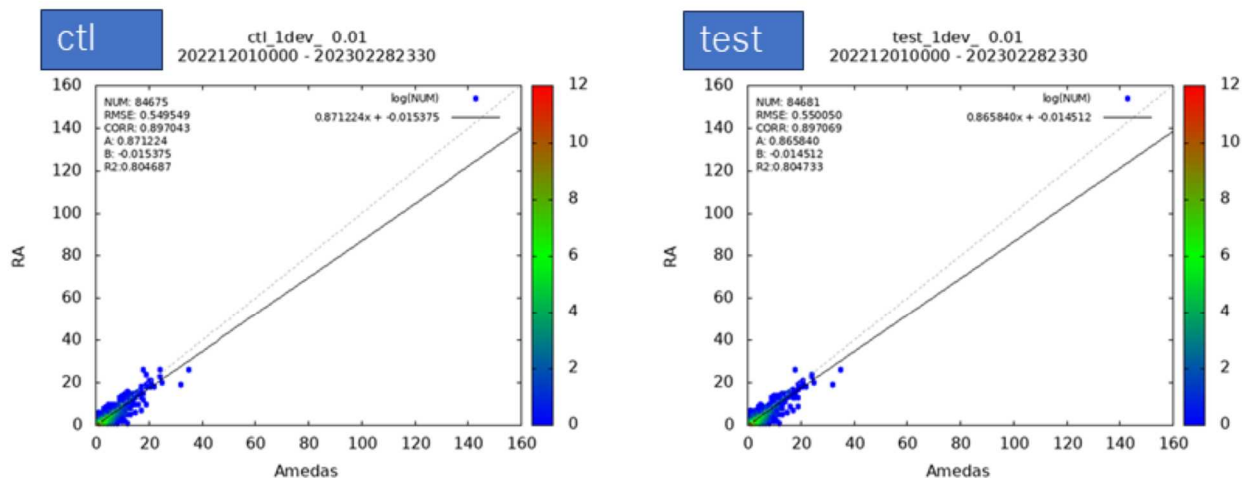 ctl
ctl_1dev_ 0.01
202212010000 - 202302282330
NUM: 84675
RMSE: 0.549549
CORR: 0.897043
A: 0.871224
B: -0.015375
R2:0.804687
log(NUM)
0.871224x + -0.015375
RA
160
140
120
100
80
60
40
20
0
0 20 40 60 80 100 120 140 160
Amedas
12
10
8
6
4
2
0
test
test_1dev_ 0.01
202212010000 - 202302282330
NUM: 84681
RMSE: 0.550050
CORR: 0.897069
A: 0.865840
B: -0.014512
R2:0.804733
log(NUM)
0.865840x + -0.014512
RA
160
140
120
100
80
60
40
20
0
0 20 40 60 80 100 120 140 160
Amedas
12
10
8
6
4
2
0